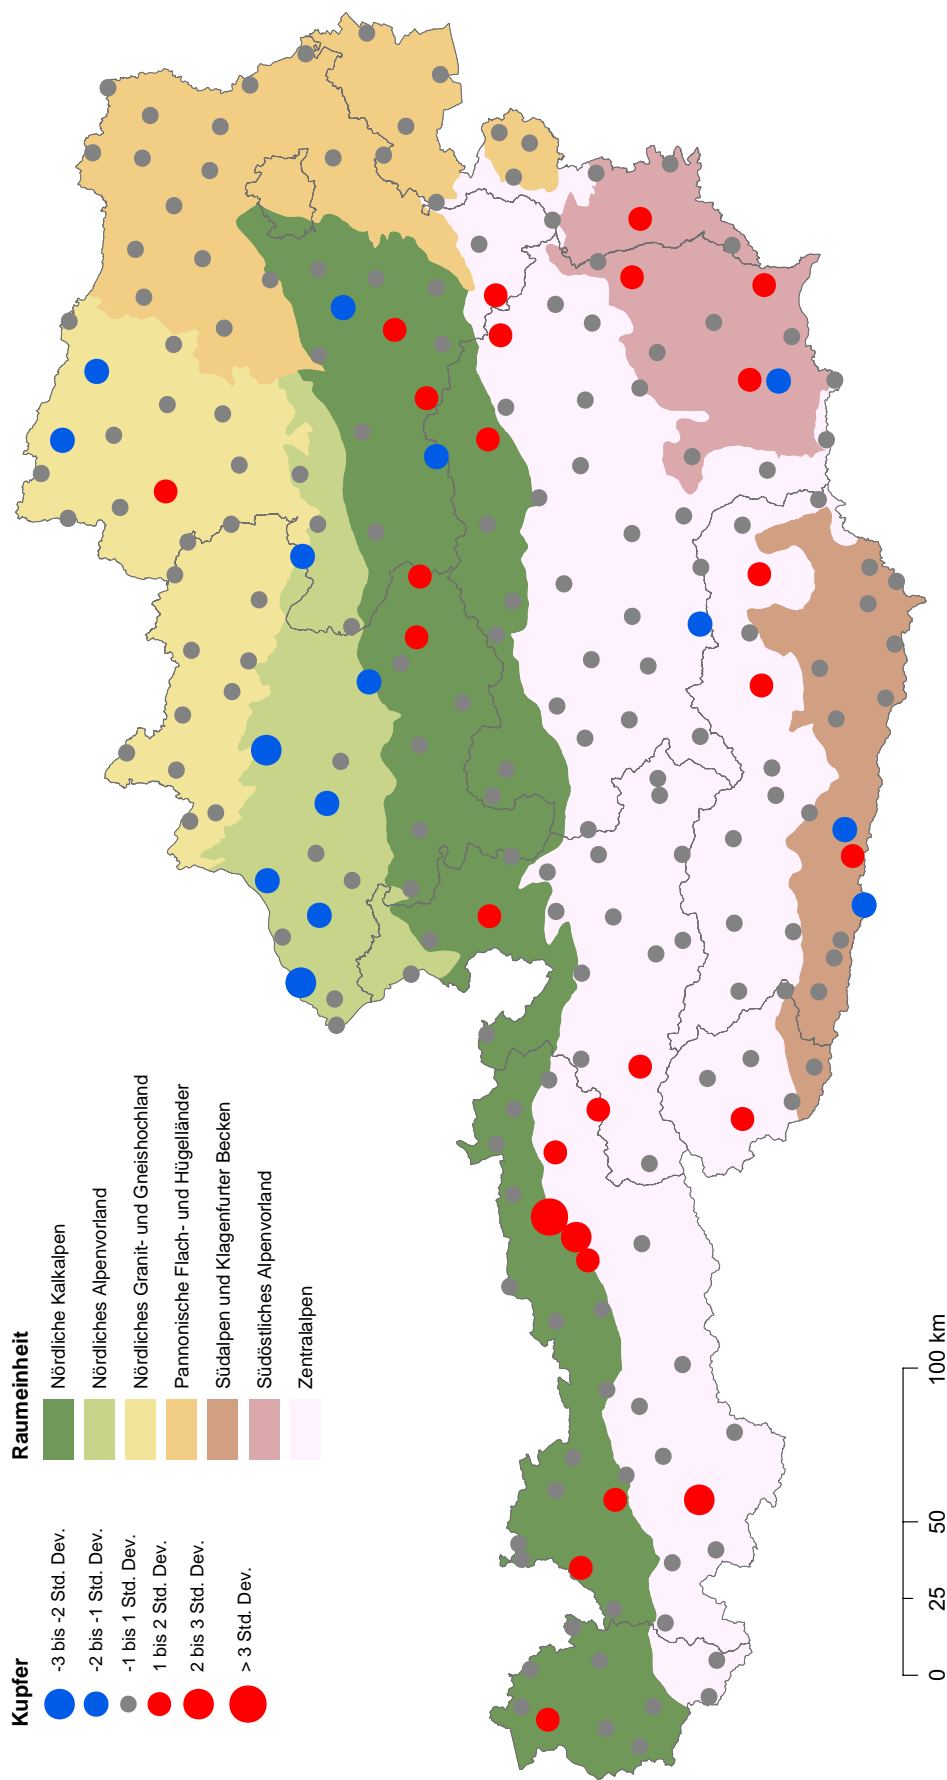 Kupfer
-3 bis -2 Std. Dev.
-2 bis -1 Std. Dev.
-1 bis 1 Std. Dev.
1 bis 2 Std. Dev.
2 bis 3 Std. Dev.
> 3 Std. Dev.
Raumeinheit
Nördliche Kalkalpen
Nördliches Alpenvorland
Nördliches Granit- und Gneishochland
Pannonische Flach- und Hügelländer
Südalpen und Klagenfurter Becken
Südöstliches Alpenvorland
Zentralalpen
0 25 50 100 km